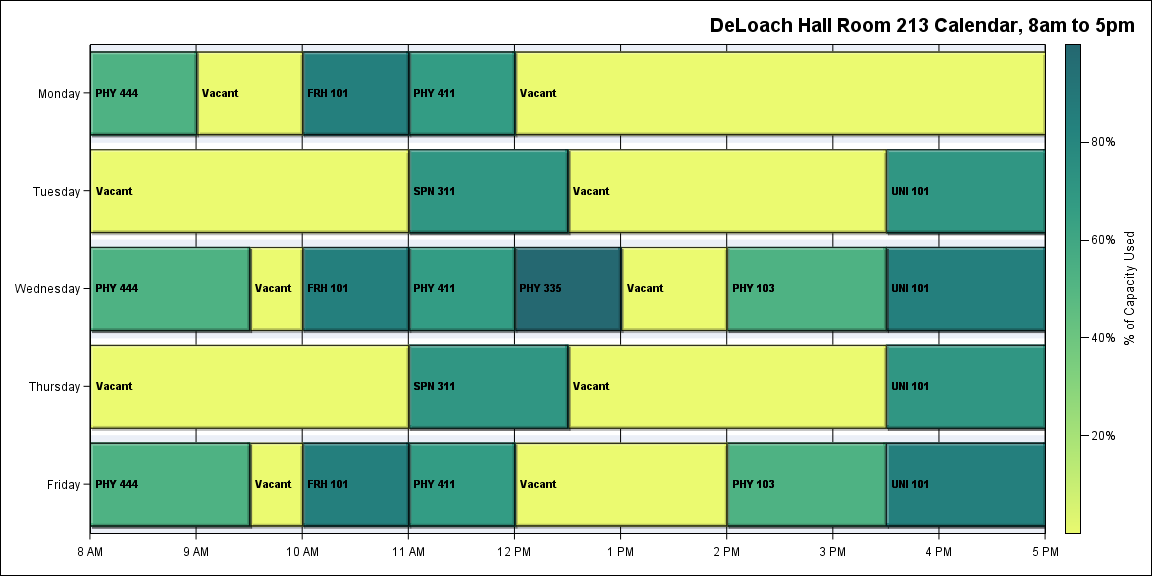 DeLoach Hall Room 213 Calendar, 8am to 5pm
Monday
PHY 444
Vacant
FRH 101
PHY 411
Vacant
Tuesday
Vacant
SPN 311
Vacant
UNI 101
Wednesday
PHY 444
Vacant
FRH 101
PHY 411
PHY 335
Vacant
PHY 103
UNI 101
Thursday
Vacant
SPN 311
Vacant
UNI 101
Friday
PHY 444
Vacant
FRH 101
PHY 411
Vacant
PHY 103
UNI 101
8 AM
9 AM
10 AM
11 AM
12 PM
1 PM
2 PM
3 PM
4 PM
5 PM
80%
60%
40%
20%
% of Capacity Used